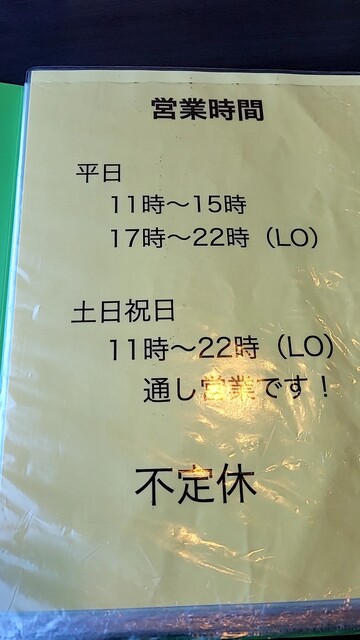 営業時間
平日
11時～15時
17時～22時（LO）
土日祝日
11時～22時（LO）
通し営業です！
不定休